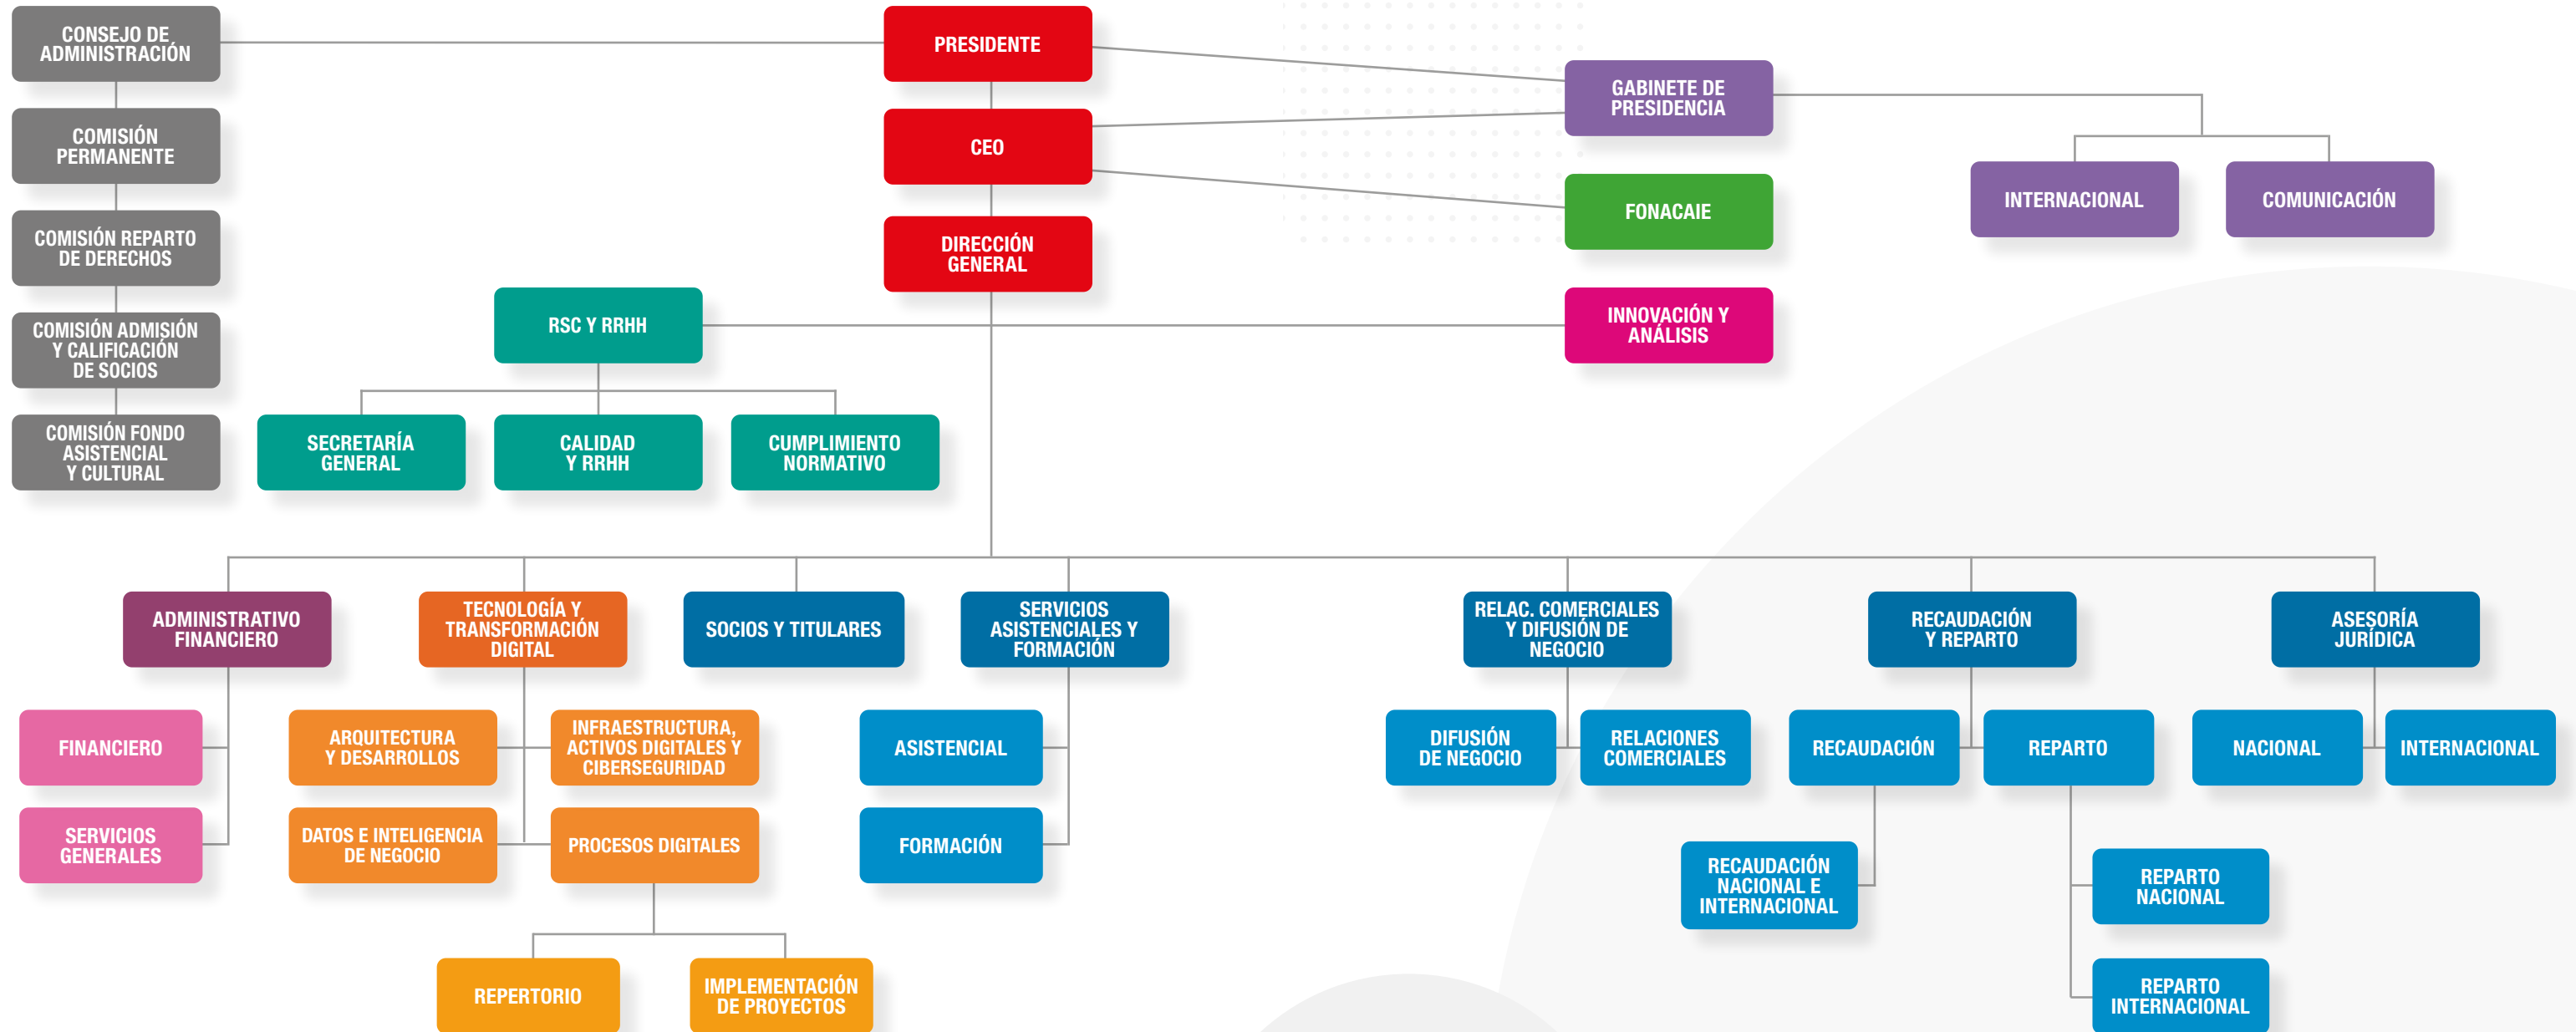 CONSEJO DE
ADMINISTRACIÓN
PRESIDENTE
GABINETE DE
PRESIDENCIA
COMISIÓN
PERMANENTE
CEO
INTERNACIONAL
COMUNICACIÓN
FONACAIE
COMISIÓN REPARTO
DE DERECHOS
DIRECCIÓN
GENERAL
RSC Y RRHH
INNOVACIÓN Y
ANÁLISIS
COMISIÓN ADMISIÓN
Y CALIFICACIÓN
DE SOCIOS
COMISIÓN FONDO
ASISTENCIAL
Y CULTURAL
SECRETARÍA
GENERAL
CALIDAD
Y RRHH
CUMPLIMIENTO
NORMATIVO
ADMINISTRATIVO
FINANCIERO
TECNOLOGÍA Y
TRANSFORMACIÓN
DIGITAL
SOCIOS Y TITULARES
SERVICIOS
ASISTENCIALES Y
FORMACIÓN
RELAC. COMERCIALES
Y DIFUSIÓN DE
NEGOCIO
RECAUDACIÓN
Y REPARTO
ASESORÍA
JURÍDICA
FINANCIERO
ARQUITECTURA
Y DESARROLLOS
INFRAESTRUCTURA,
ACTIVOS DIGITALES Y
CIBERSEGURIDAD
ASISTENCIAL
DIFUSIÓN
DE NEGOCIO
RELACIONES
COMERCIALES
RECAUDACIÓN
REPARTO
NACIONAL
INTERNACIONAL
SERVICIOS
GENERALES
DATOS E INTELIGENCIA
DE NEGOCIO
PROCESOS DIGITALES
FORMACIÓN
RECAUDACIÓN
NACIONAL E
INTERNACIONAL
REPARTO
NACIONAL
REPERTORIO
IMPLEMENTACIÓN
DE PROYECTOS
REPARTO
INTERNACIONAL